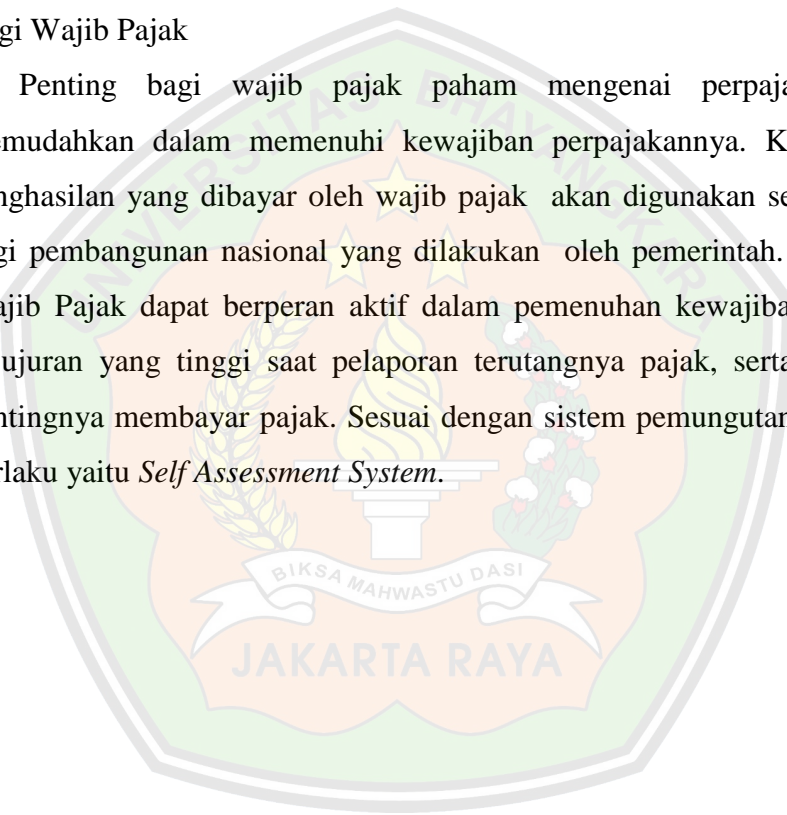 gi Wajib Pajak
Penting bagi wajib pajak paham mengenai perpaja
emudahkan dalam memenuhi kewajiban perpajakannya. K
nghasilan yang dibayar oleh wajib pajak akan digunakan se
gi pembangunan nasional yang dilakukan oleh pemerintah.
ajib Pajak dapat berperan aktif dalam pemenuhan kewajiba
ujuran yang tinggi saat pelaporan terutangnya pajak, serta
ntingnya membayar pajak. Sesuai dengan sistem pemungutan
rlaku yaitu Self Assessment System.
UNIVERSITAS BHAYANGKARA
BIKSA MAHWASTU DASI
JAKARTA RAYA